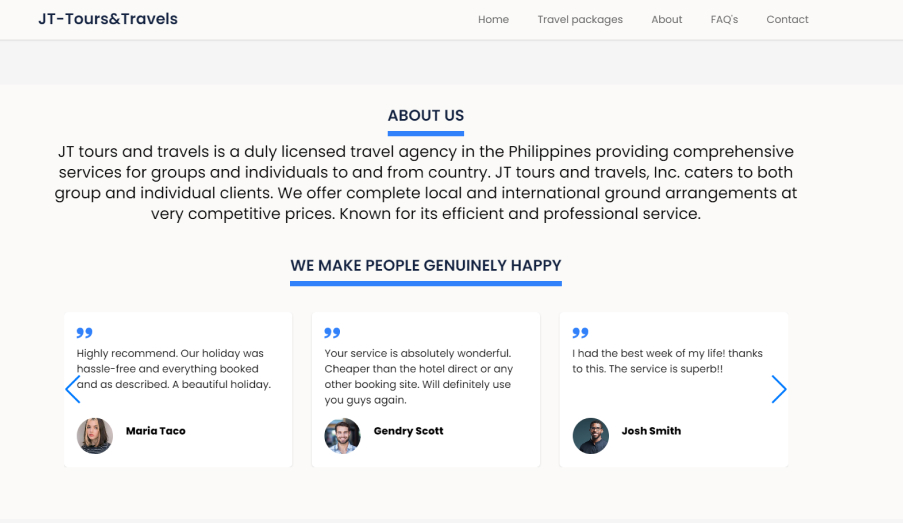 JT-Tours&Travels
Home Travel packages About FAQ's Contact
ABOUT US
JT tours and travels is a duly licensed travel agency in the Philippines providing comprehensive
services for groups and individuals to and from country. JT tours and travels, Inc. caters to both
group and individual clients. We offer complete local and international ground arrangements at
very competitive prices. Known for its efficient and professional service.
WE MAKE PEOPLE GENUINELY HAPPY
Highly recommend. Our holiday was
hassle-free and everything booked
and as described. A beautiful holiday.
Maria Taco
Your service is absolutely wonderful.
Cheaper than the hotel direct or any
other booking site. Will definitely use
you guys again.
Gendry Scott
I had the best week of my life! thanks
to this. The service is superb!!
Josh Smith